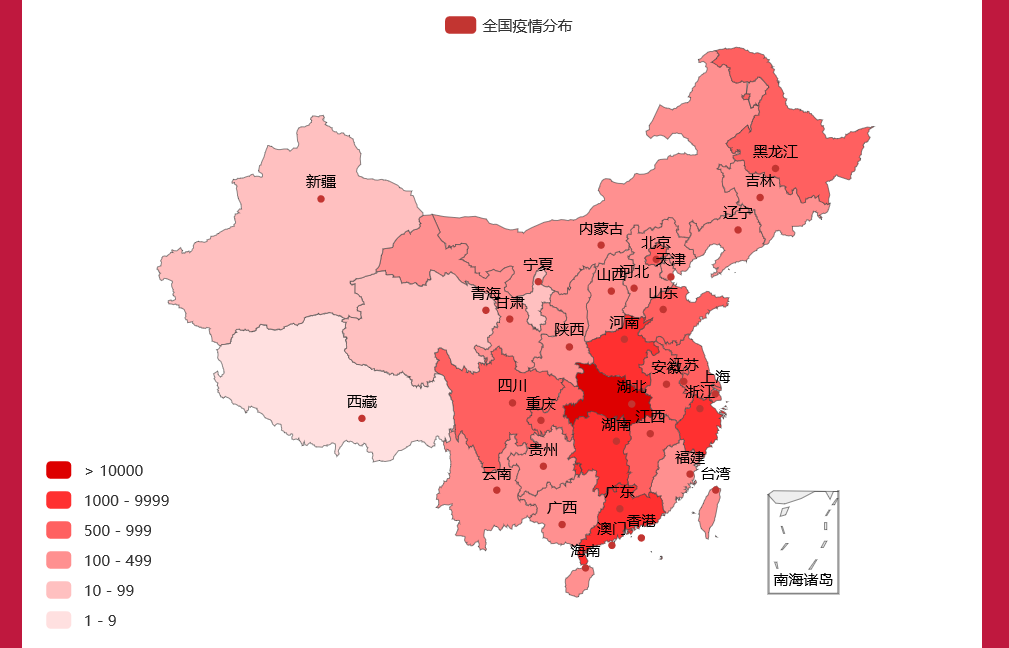 全国疫情分布
黑龙江
吉林
新疆
辽宁
内蒙古
北京
天津
宁夏
山西
河北
青海
甘肃
山东
陕西
河南
安徽
江苏
上海
四川
湖北
浙江
西藏
重庆
湖南
江西
贵州
福建
云南
台湾
广西
广东
澳门
香港
海南
南海诸岛
> 10000
1000 - 9999
500 - 999
100 - 499
10 - 99
1 - 9